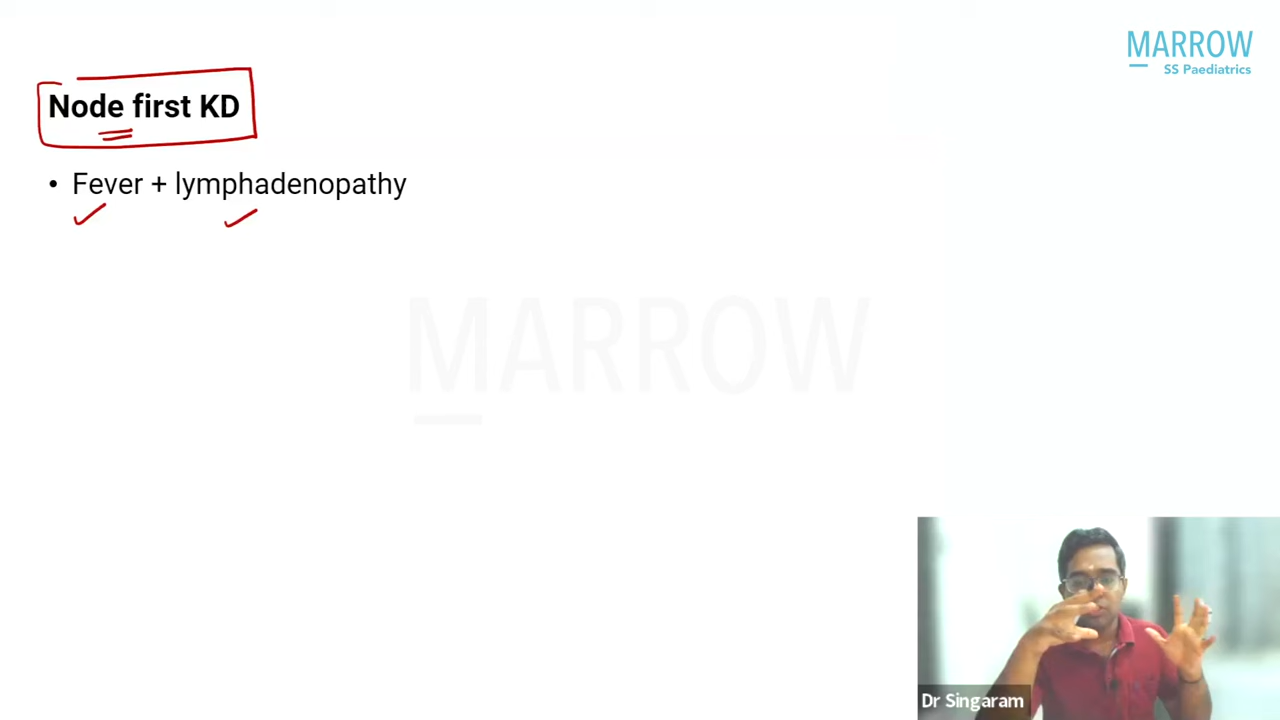 MARROW
SS Paediatrics
Node first KD
• Fever + lymphadenopathy
MARROW
Dr Singaram